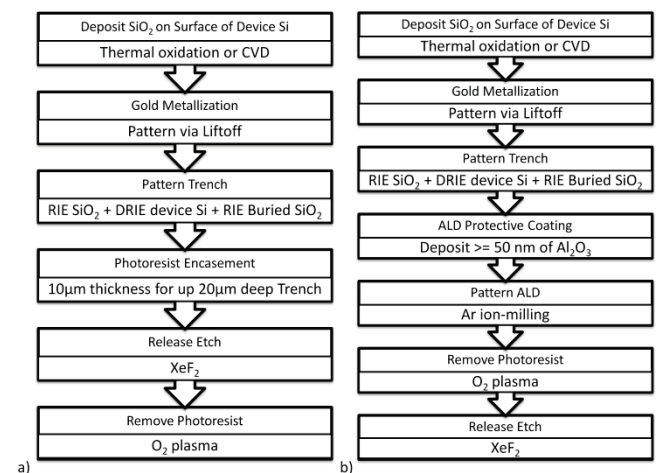 Deposit SiO₂ on Surface of Device Si
Thermal oxidation or CVD
Gold Metallization
Pattern via Liftoff
Pattern Trench
RIE SiO₂ + DRIE device Si + RIE Buried SiO₂
Photoresist Encasement
10μm thickness for up 20μm deep Trench
Release Etch
XeF₂
Remove Photoresist
O₂ plasma
a)
Deposit SiO₂ on Surface of Device Si
Thermal oxidation or CVD
Gold Metallization
Pattern via Liftoff
Pattern Trench
RIE SiO₂ + DRIE device Si + RIE Buried SiO₂
ALD Protective Coating
Deposit >= 50 nm of Al₂O₃
Pattern ALD
Ar ion-milling
Remove Photoresist
O₂ plasma
Release Etch
XeF₂
b)